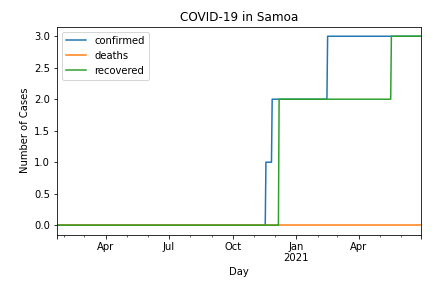 COVID-19 in Samoa
confirmed
deaths
recovered
Number of Cases
3.0
2.5
2.0
1.5
1.0
0.5
0.0
Apr Jul Oct Jan Apr
2021
Day